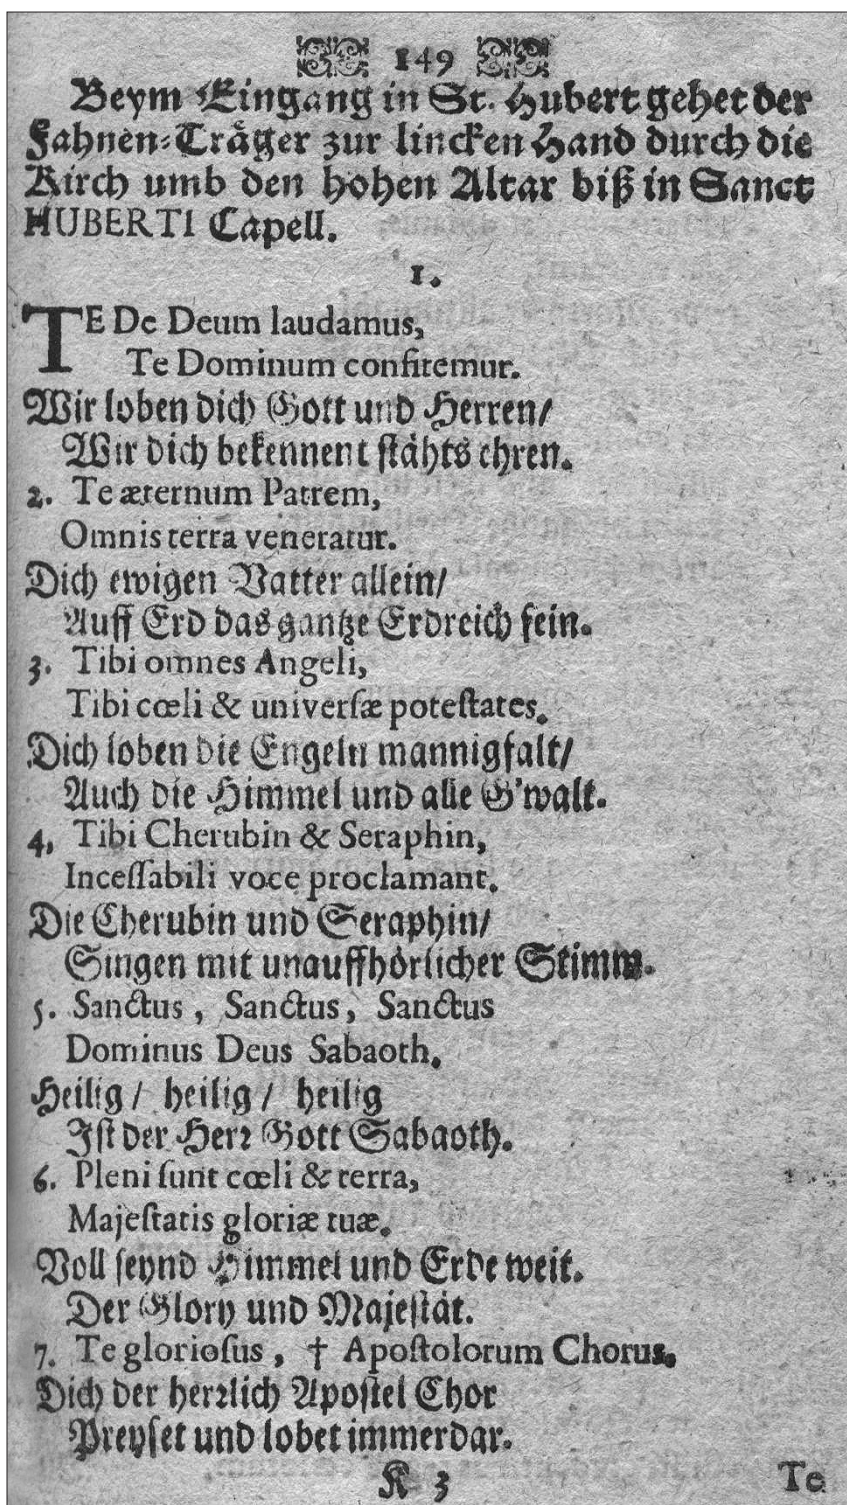 149
Beym Eingang in St. Hubert gehet der
Fahnen-Träger zur lincken Hand durch die
Kirch umb den hohen Altar biß in Sanct
HUBERTI Capell.
1.
TE De Deum laudamus,
Te Dominum confitemur.
Wir loben dich Gott und Herren/
Wir dich bekennent stähts ehren.
2. Te æternum Patrem,
Omnis terra veneratur.
Dich ewigen Vatter allein/
Auff Erd das gantze Erdreich fein.
3. Tibi omnes Angeli,
Tibi cœli & universæ potestates.
Dich loben die Engeln mannigfalt/
Auch die Himmel und alle G'walt.
4, Tibi Cherubin & Seraphin,
Incessabili voce proclamant.
Die Cherubin und Seraphin/
Singen mit unauffhörlicher Stimm.
5. Sanctus, Sanctus, Sanctus
Dominus Deus Sabaoth.
Heilig/ heilig/ heilig
Ist der Herr Gott Sabaoth.
6. Pleni sunt cœli & terra,
Majestatis gloriæ tuæ.
Voll seynd Himmel und Erde weit.
Der Glory und Majestät.
7. Te gloriosus, † Apostolorum Chorus.
Dich der herrlich Apostel Chor
Preyset und lobet immerdar.
K 3 Te